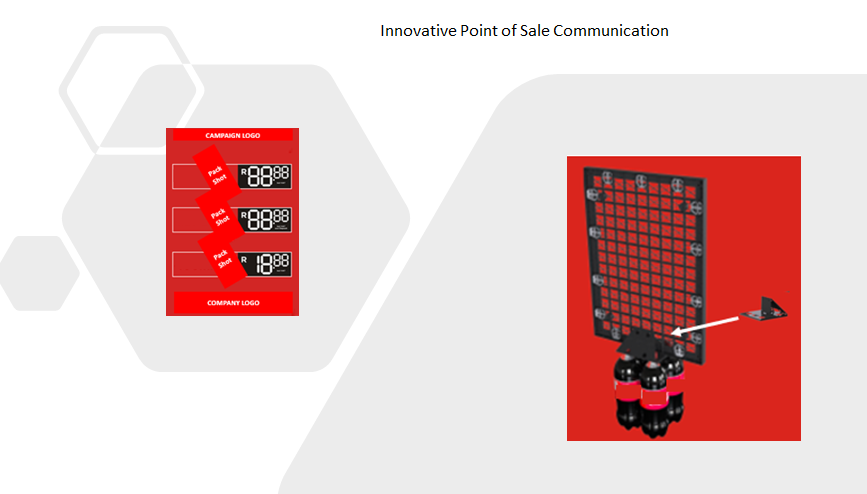 Innovative Point of Sale Communication
CAMPAIGN LOGO
Pack
Shot
R 88 88
Pack
Shot
R 88 88
Pack
Shot
R 18 88
COMPANY LOGO